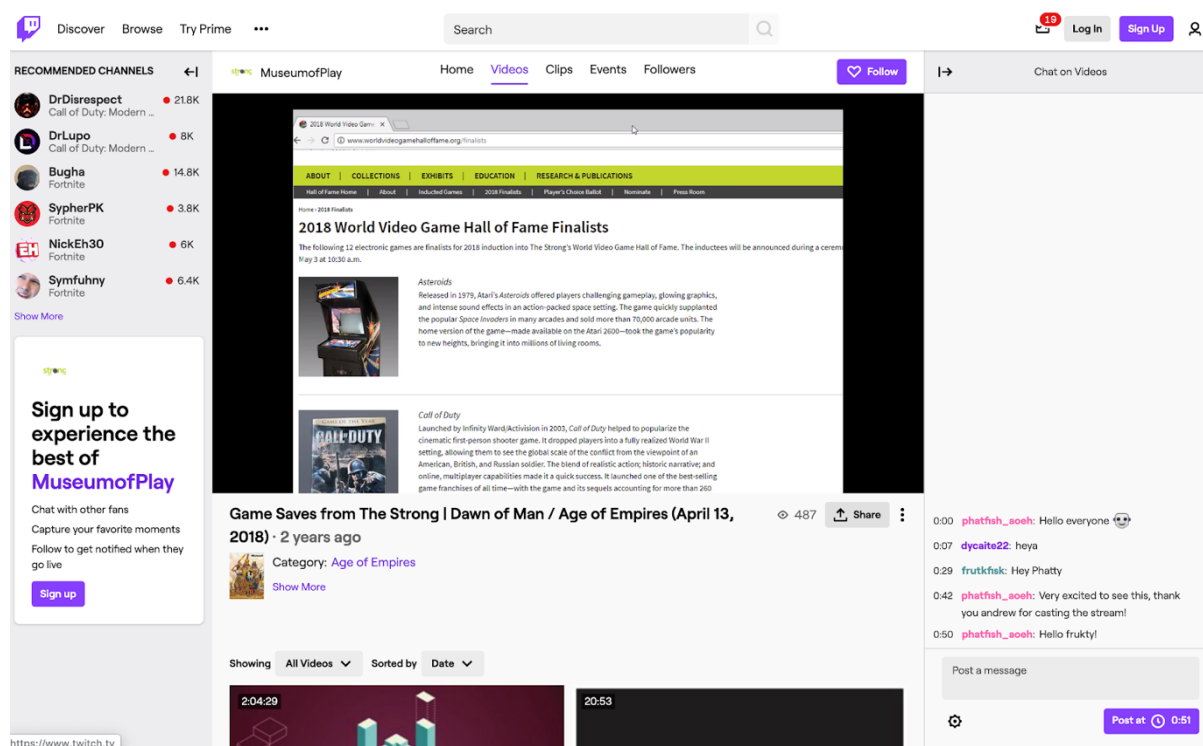 Discover Browse Try Prime
Search
19
Log In
Sign Up
RECOMMENDED CHANNELS
DrDisrespect 21.8K
Call of Duty: Modern ...
DrLupo 8K
Call of Duty: Modern ...
Bugha 14.8K
Fortnite
SypherPK 3.8K
Fortnite
NickEh30 6K
Fortnite
Symfuhny 6.4K
Fortnite
Show More
strong
Sign up to
experience the
best of
MuseumofPlay
Chat with other fans
Capture your favorite moments
Follow to get notified when they
go live
Sign up
https://www.twitch.tv
strong MuseumofPlay
Home Videos Clips Events Followers
Follow
2018 World Video Game
www.worldvideogamehalloffame.org/finalists
ABOUT | COLLECTIONS | EXHIBITS | EDUCATION | RESEARCH & PUBLICATIONS
Hall of Fame Home | About | Inducted Games | 2018 Finalists | Player's Choice Ballot | Nominate | Press Room
Home › 2018 Finalists
2018 World Video Game Hall of Fame Finalists
The following 12 electronic games are finalists for 2018 induction into The Strong's World Video Game Hall of Fame. The inductees will be announced during a cerem
May 3 at 10:30 a.m.
Asteroids
Released in 1979, Atari's Asteroids offered players challenging gameplay, glowing graphics,
and intense sound effects in an action-packed space setting. The game quickly supplanted
the popular Space Invaders in many arcades and sold more than 70,000 arcade units. The
home version of the game—made available on the Atari 2600—took the game's popularity
to new heights, bringing it into millions of living rooms.
GAME OF THE YEAR
CALL·DUTY
Call of Duty
Launched by Infinity Ward/Activision in 2003, Call of Duty helped to popularize the
cinematic first-person shooter game. It dropped players into a fully realized World War II
setting, allowing them to see the global scale of the conflict from the viewpoint of an
American, British, and Russian soldier. The blend of realistic action; historic narrative; and
online, multiplayer capabilities made it a quick success. It launched one of the best-selling
game franchises of all time—with the game and its sequels accounting for more than 260
Game Saves from The Strong | Dawn of Man / Age of Empires (April 13,
2018) · 2 years ago
487
Share
Category: Age of Empires
Show More
Showing All Videos Sorted by Date
2:04:29
20:53
Chat on Videos
0:00 phatfish_aoeh: Hello everyone
0:07 dycaite22: heya
0:29 frutkfisk: Hey Phatty
0:42 phatfish_aoeh: Very excited to see this, thank
you andrew for casting the stream!
0:50 phatfish_aoeh: Hello frukty!
Post a message
Post at 0:51